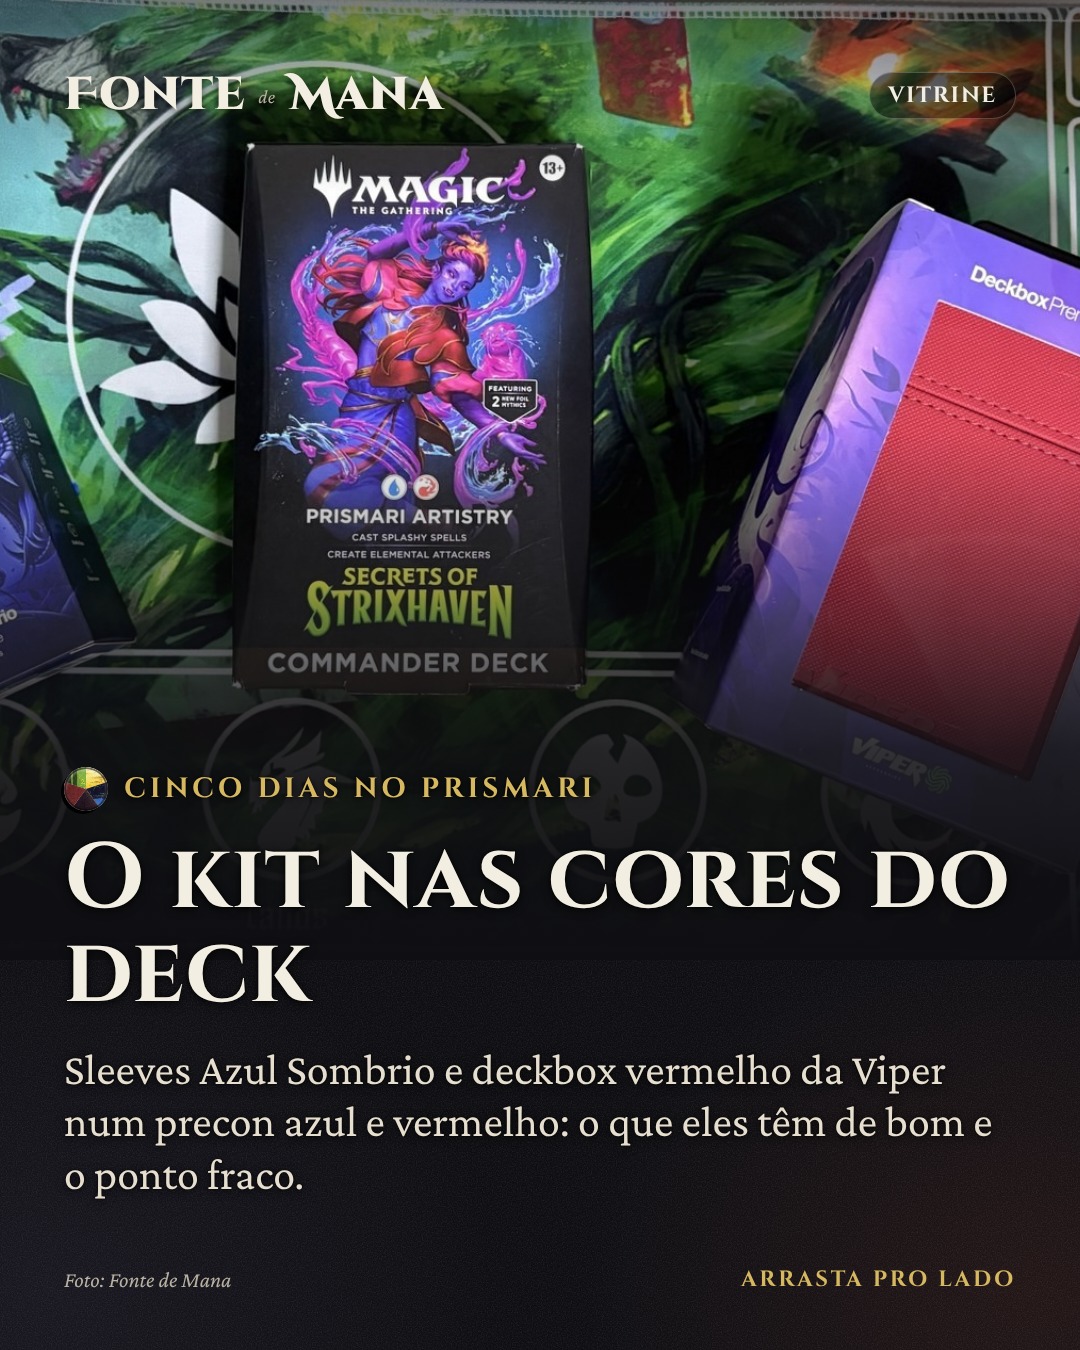 FONTE de MANA
VITRINE
MAGIC
THE GATHERING
13+
FEATURING
2 NEW FOIL
MYTHICS
PRISMARI ARTISTRY
CAST SPLASHY SPELLS
CREATE ELEMENTAL ATTACKERS
SECRETS OF
STRIXHAVEN
COMMANDER DECK
Deckbox Prem
VIPER
CINCO DIAS NO PRISMARI
O KIT NAS CORES DO
DECK
Sleeves Azul Sombrio e deckbox vermelho da Viper
num precon azul e vermelho: o que eles têm de bom e
o ponto fraco.
Foto: Fonte de Mana
ARRASTA PRO LADO